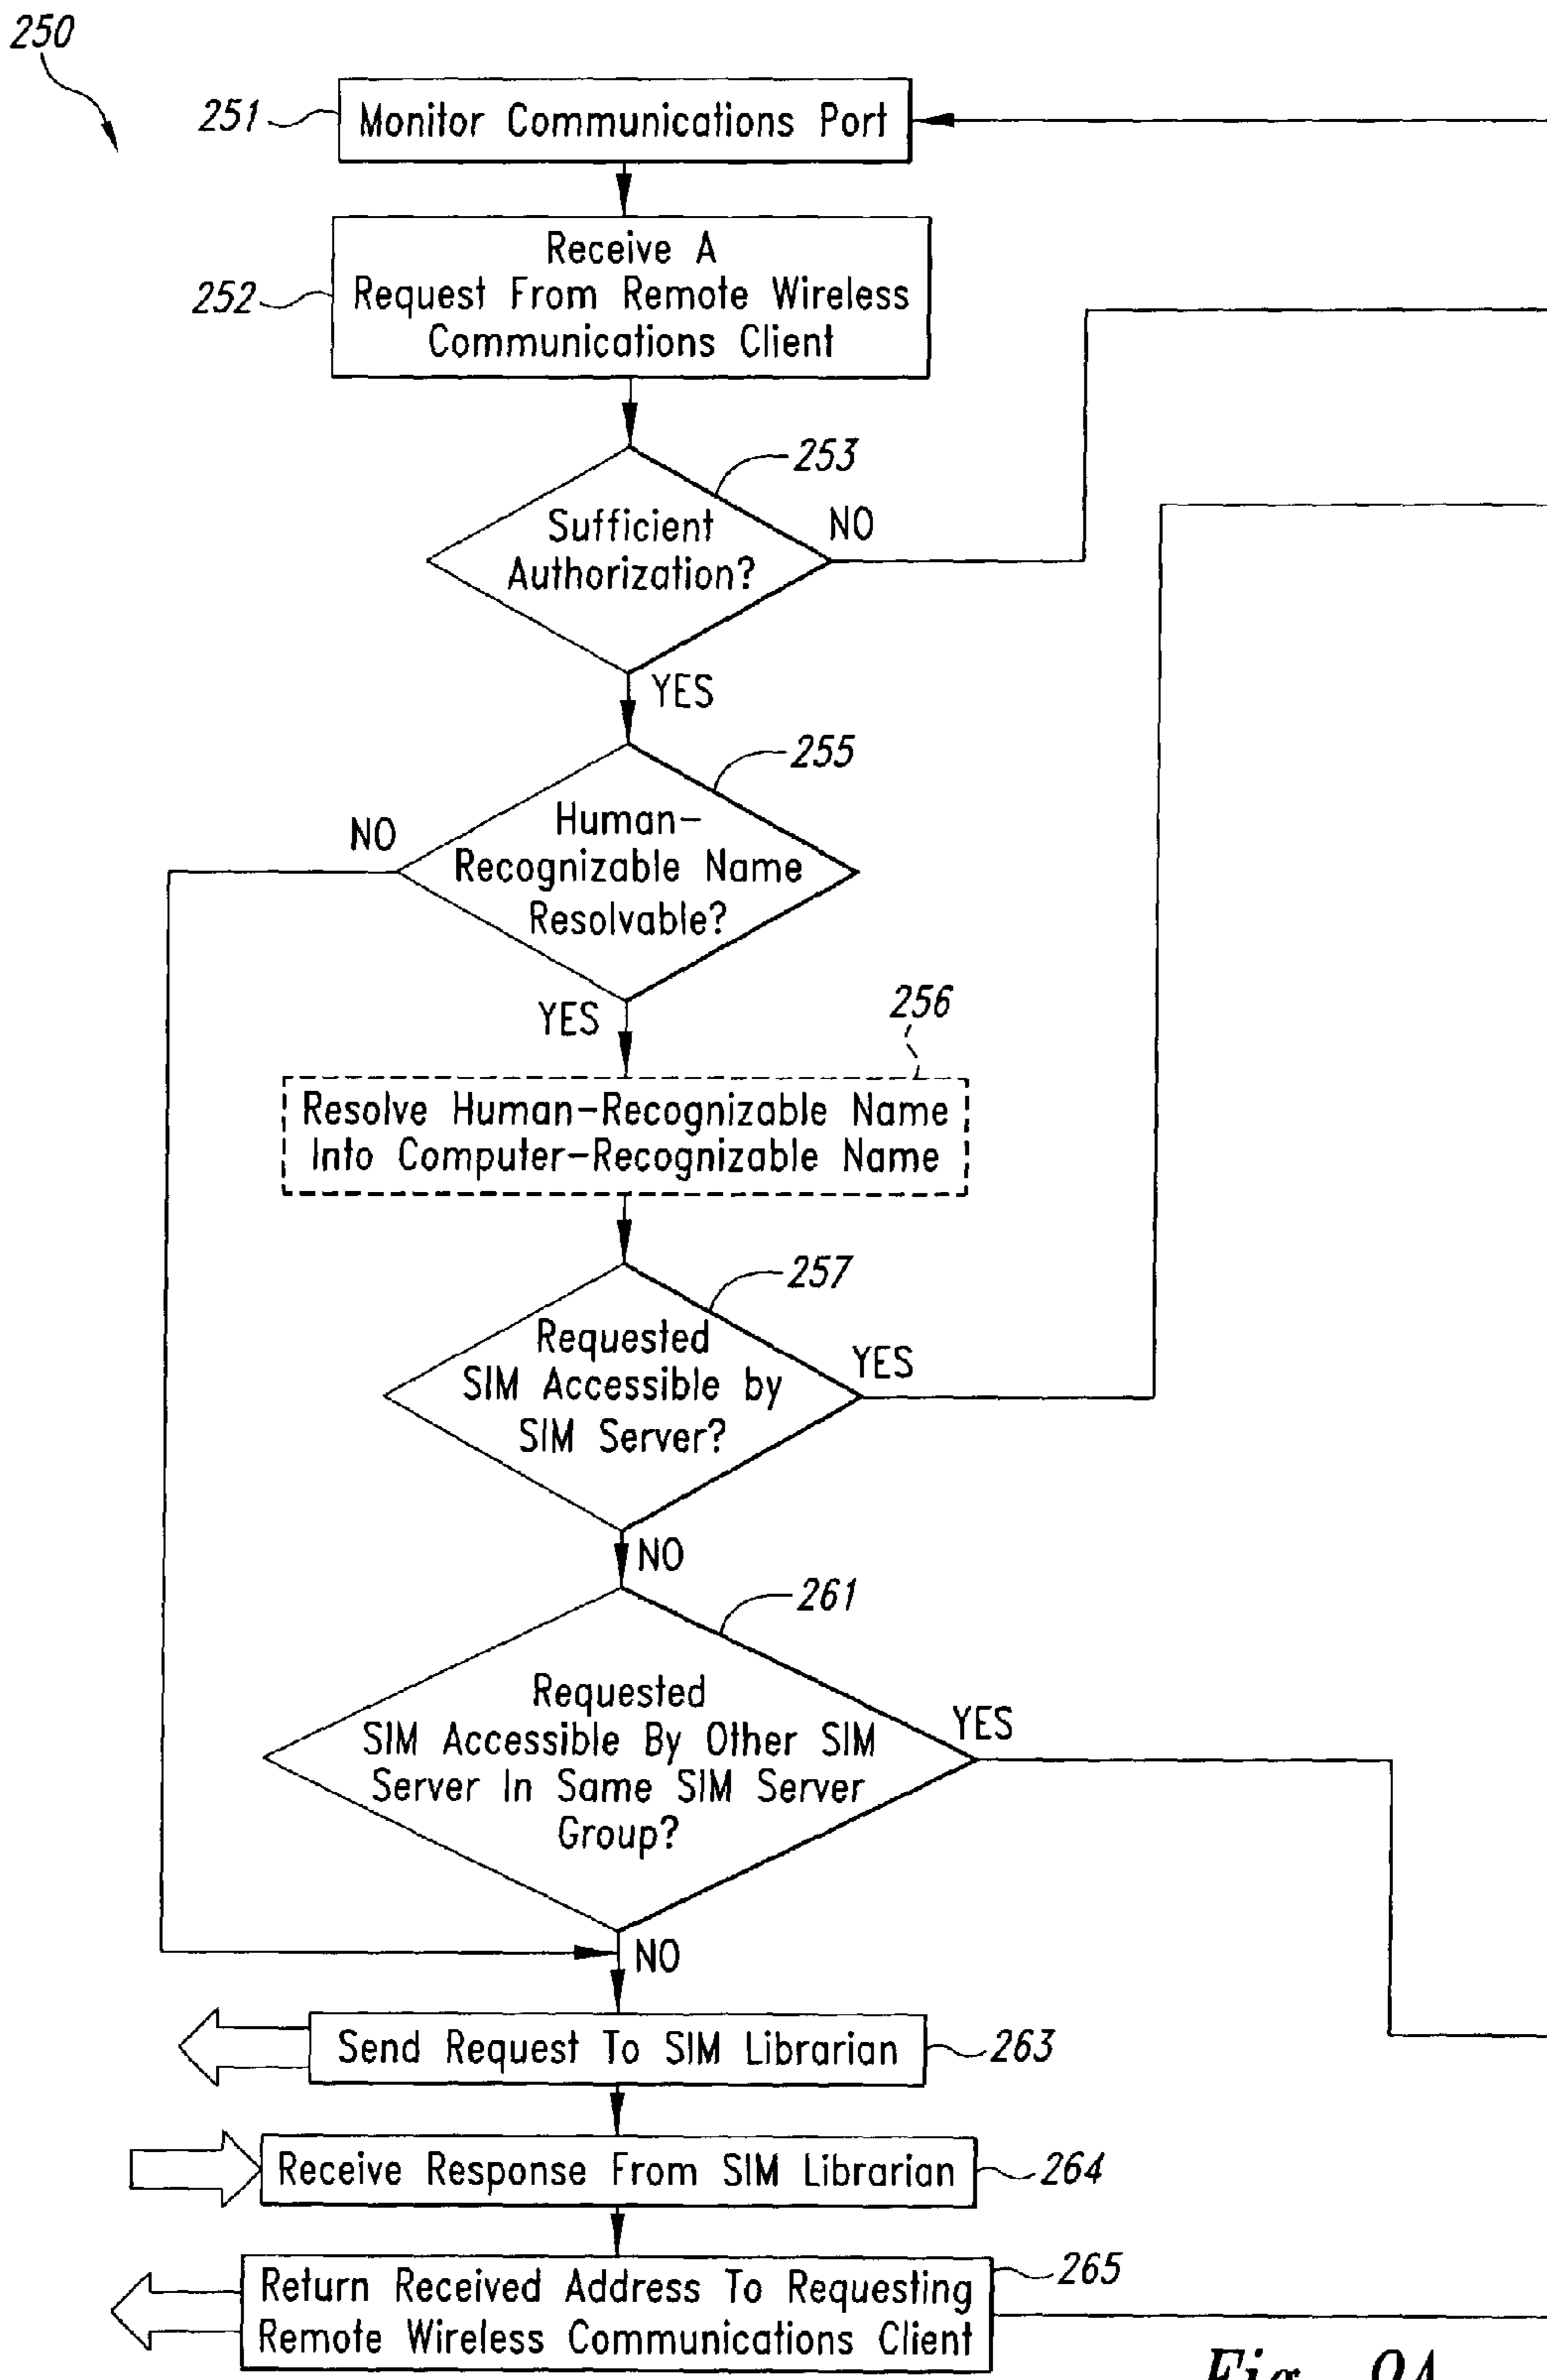 250
251
Monitor Communications Port
252
Receive A
Request From Remote Wireless
Communications Client
253
Sufficient
Authorization?
NO
YES
255
NO
Human-
Recognizable Name
Resolvable?
YES
256
Resolve Human-Recognizable Name
Into Computer-Recognizable Name
257
Requested
SIM Accessible by
SIM Server?
YES
NO
261
Requested
SIM Accessible By Other SIM
Server In Same SIM Server
Group?
YES
NO
Send Request To SIM Librarian
263
Receive Response From SIM Librarian
264
Return Received Address To Requesting
Remote Wireless Communications Client
265
Fig. 9A